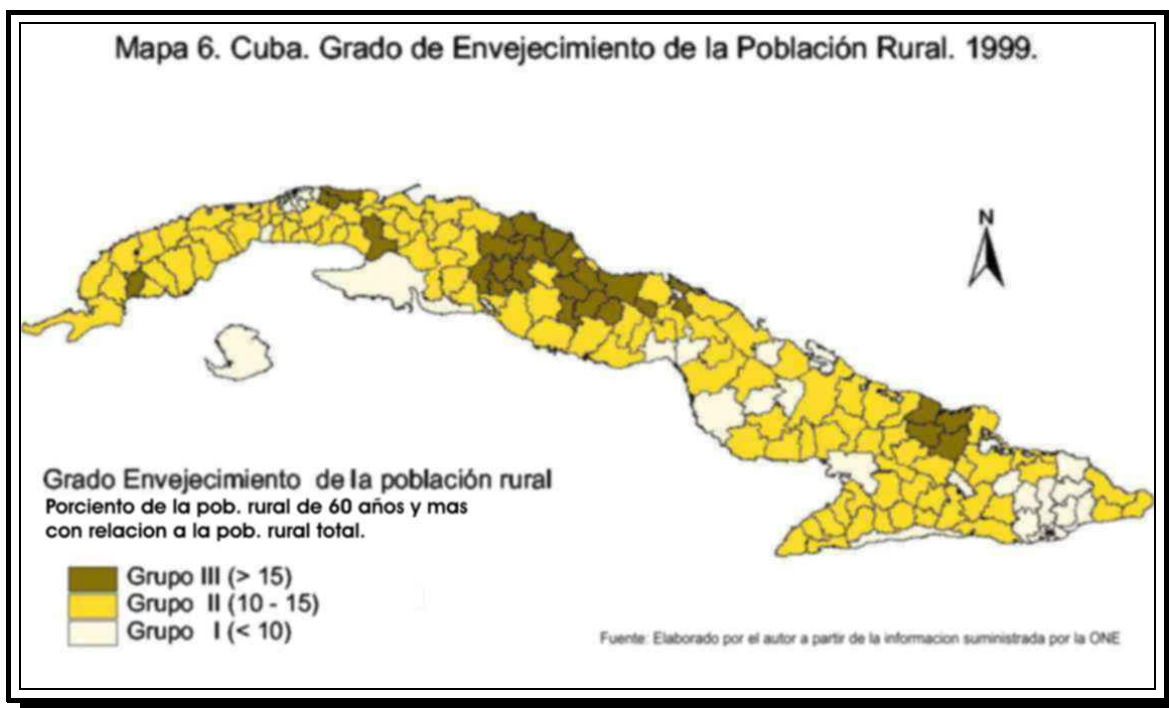 Mapa 6. Cuba. Grado de Envejecimiento de la Población Rural. 1999.
N
Grado Envejecimiento de la población rural
Porciento de la pob. rural de 60 años y mas
con relacion a la pob. rural total.
Grupo III (> 15)
Grupo II (10 - 15)
Grupo I (< 10)
Fuente: Elaborado por el autor a partir de la informacion suministrada por la ONE